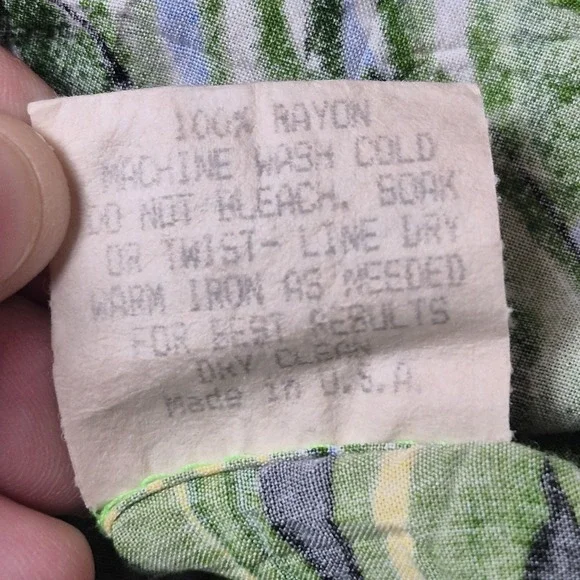 100% RAYON
MACHINE WASH COLD
DO NOT BLEACH. SOAK
OR TWIST- LINE DRY
WARM IRON AS NEEDED
FOR BEST RESULTS
DRY CLEAN
Made in U.S.A.